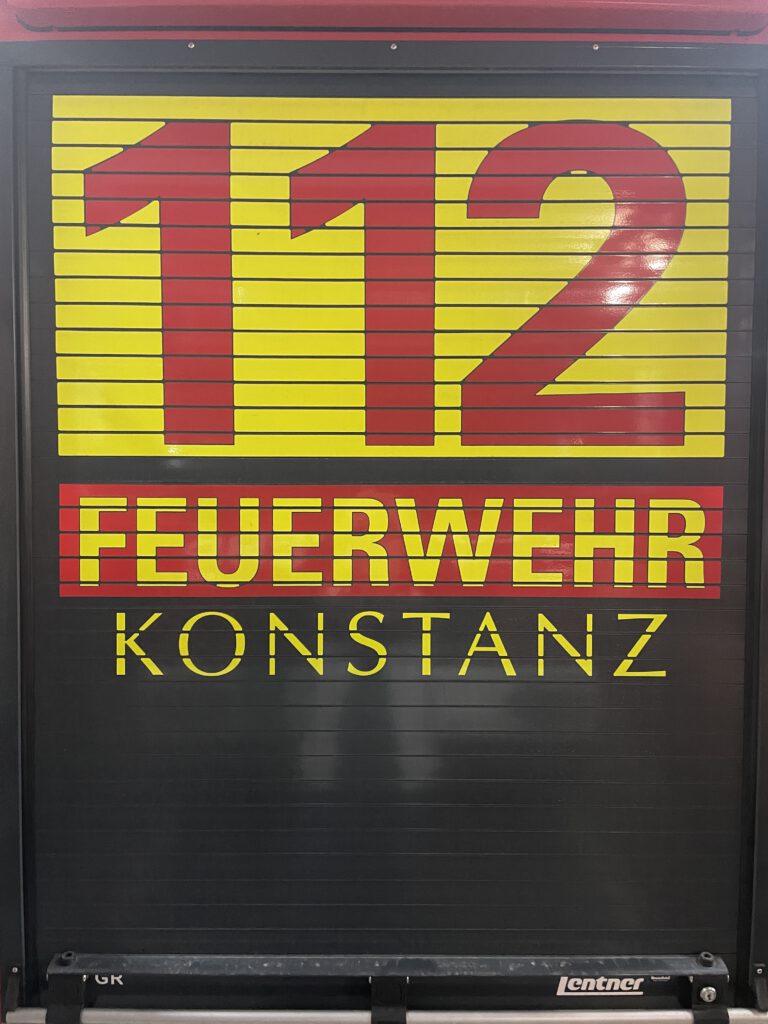 112
FEUERWEHR
KONSTANZ
GR
Lentner